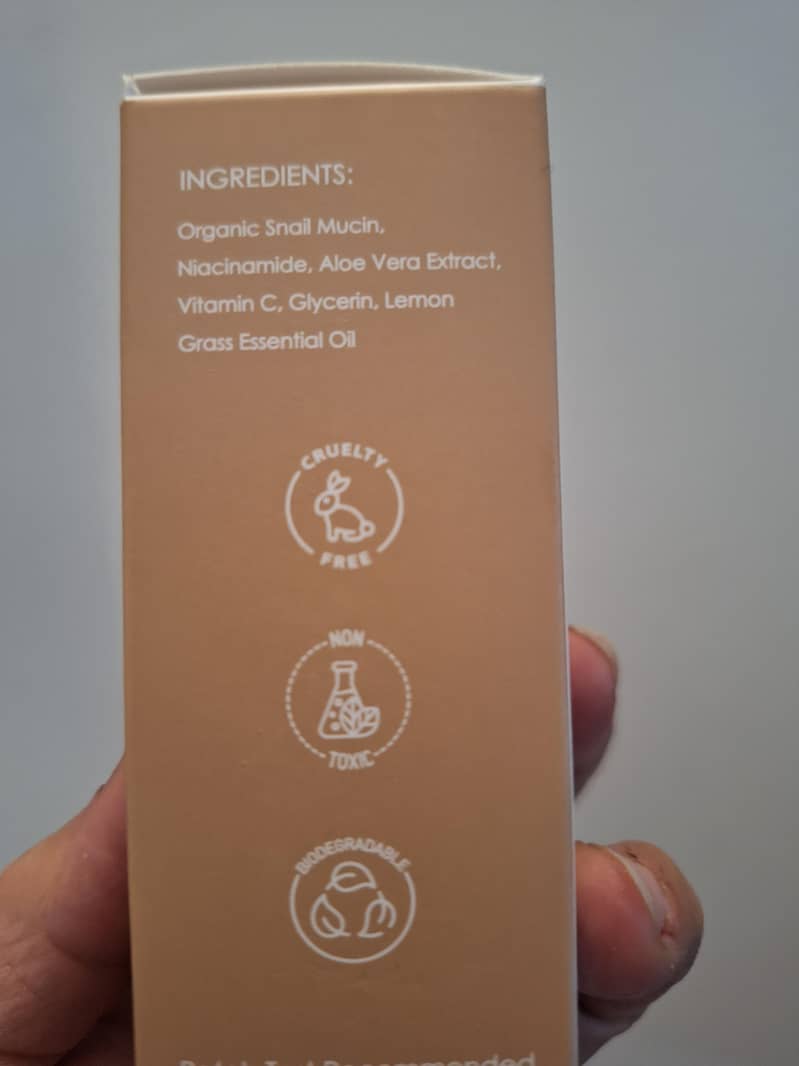 INGREDIENTS:
Organic Snail Mucin,
Niacinamide, Aloe Vera Extract,
Vitamin C, Glycerin, Lemon
Grass Essential Oil
CRUELTY
FREE
NON
TOXIC
BIODEGRADABLE
Recommended